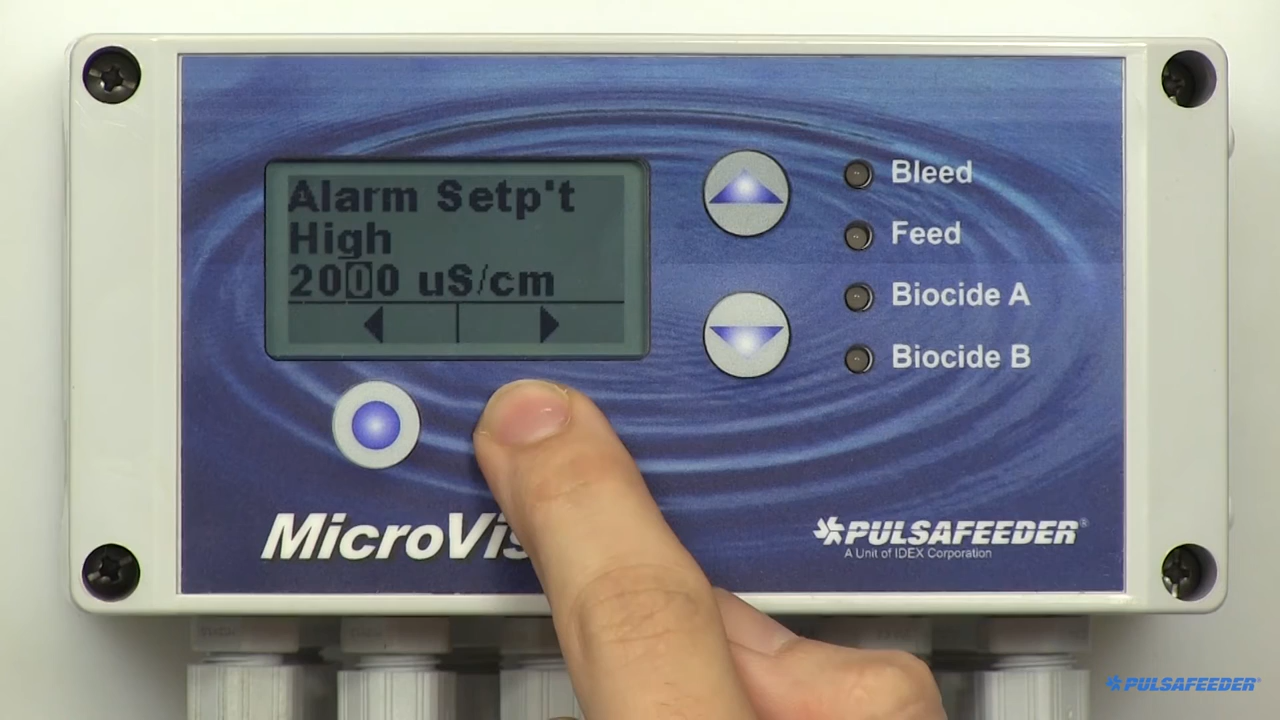 Alarm Setp't
High
2000 uS/cm
Bleed
Feed
Biocide A
Biocide B
PULSAFEEDER®
A Unit of IDEX Corporation
PULSAFEEDER